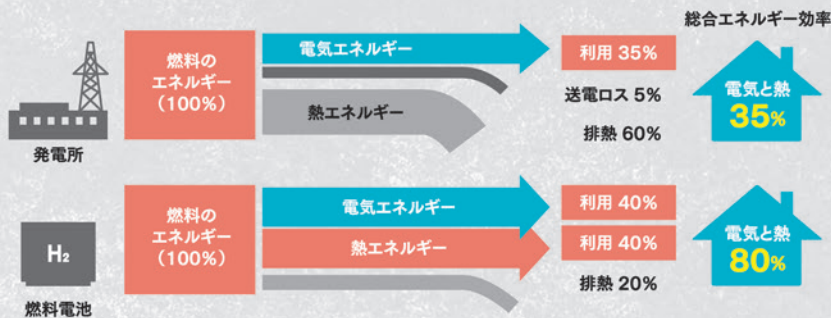 総合エネルギー効率
燃料の
エネルギー
(100%)
電気エネルギー
熱エネルギー
利用 35%
送電ロス 5%
排熱 60%
電気と熱
35%
発電所
燃料の
エネルギー
(100%)
電気エネルギー
熱エネルギー
利用 40%
利用 40%
排熱 20%
電気と熱
80%
H₂
燃料電池